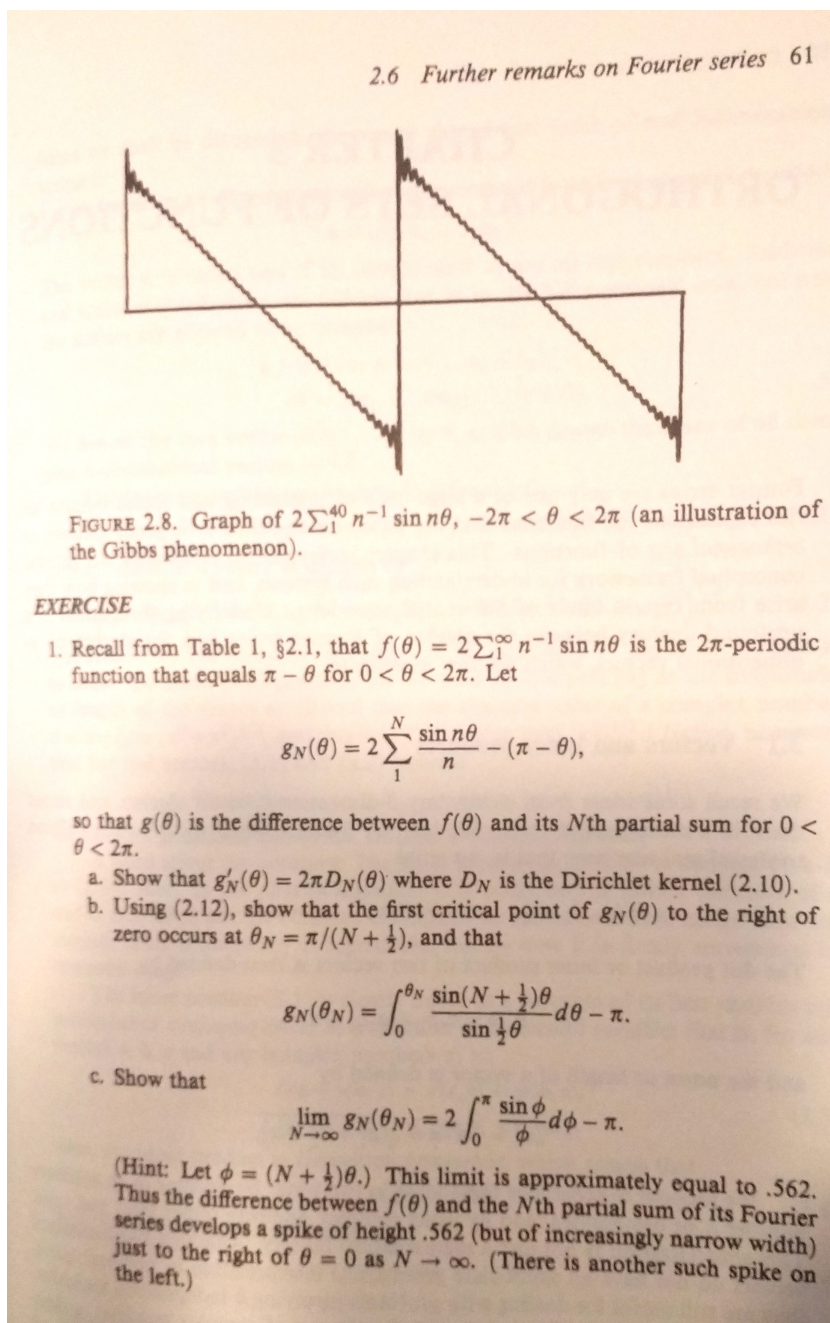 2.6 Further remarks on Fourier series 61
FIGURE 2.8. Graph of 2∑₁⁴⁰ n⁻¹ sin nθ, −2π < θ < 2π (an illustration of
the Gibbs phenomenon).
EXERCISE
1. Recall from Table 1, §2.1, that f(θ) = 2∑₁^∞ n⁻¹ sin nθ is the 2π-periodic
function that equals π − θ for 0 < θ < 2π. Let
g_N(θ) = 2 ∑₁^N (sin nθ)/n − (π − θ),
so that g(θ) is the difference between f(θ) and its Nth partial sum for 0 <
θ < 2π.
a. Show that g′_N(θ) = 2πD_N(θ) where D_N is the Dirichlet kernel (2.10).
b. Using (2.12), show that the first critical point of g_N(θ) to the right of
zero occurs at θ_N = π/(N + ½), and that
g_N(θ_N) = ∫₀^{θ_N} (sin(N + ½)θ)/(sin ½θ) dθ − π.
c. Show that
lim_{N→∞} g_N(θ_N) = 2 ∫₀^π (sin φ)/φ dφ − π.
(Hint: Let φ = (N + ½)θ.) This limit is approximately equal to .562.
Thus the difference between f(θ) and the Nth partial sum of its Fourier
series develops a spike of height .562 (but of increasingly narrow width)
just to the right of θ = 0 as N → ∞. (There is another such spike on
the left.)